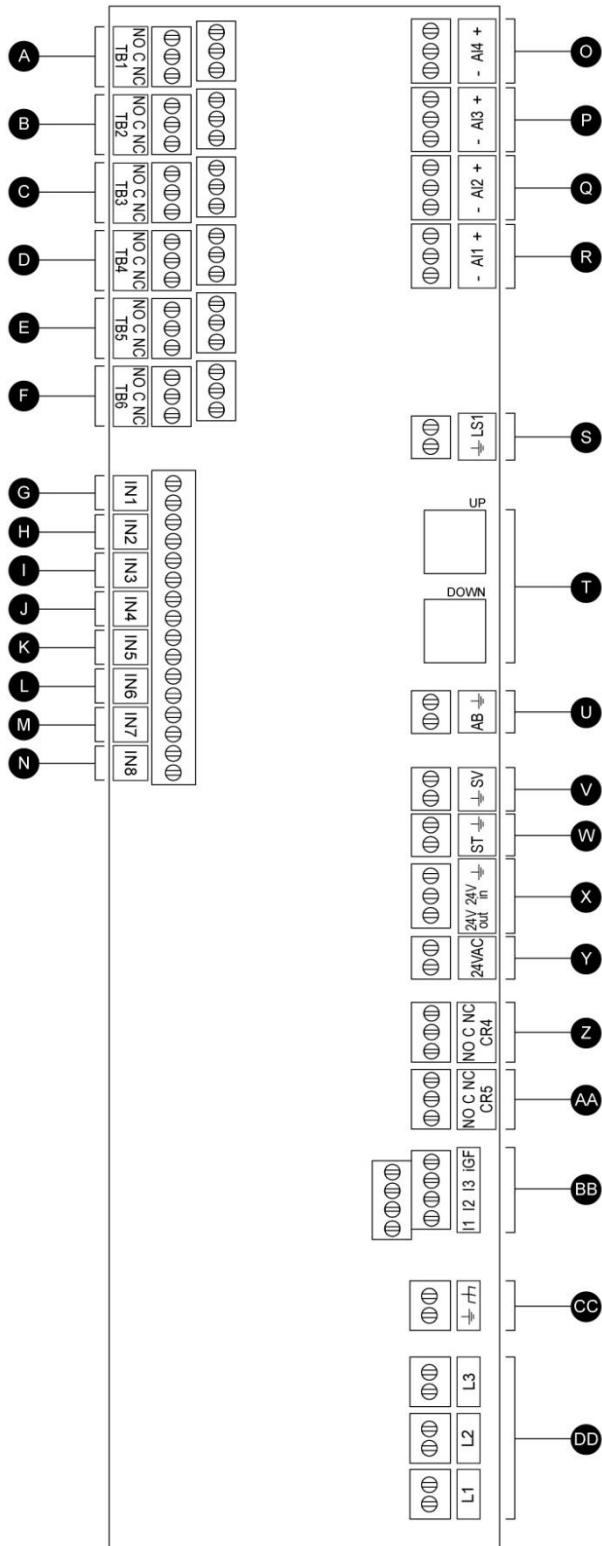 A
NO C NC
TB1
B
NO C NC
TB2
C
NO C NC
TB3
D
NO C NC
TB4
E
NO C NC
TB5
F
NO C NC
TB6
G
IN1
H
IN2
I
IN3
J
IN4
K
IN5
L
IN6
M
IN7
N
IN8
- AI4 +
O
- AI3 +
P
- AI2 +
Q
- AI1 +
R
LS1
S
UP
DOWN
T
AB
U
SV
V
ST
W
24V out
24V in
X
24VAC
Y
NO C NC
CR4
Z
NO C NC
CR5
AA
I1 I2 I3 iGF
BB
CC
L3
L2
L1
DD